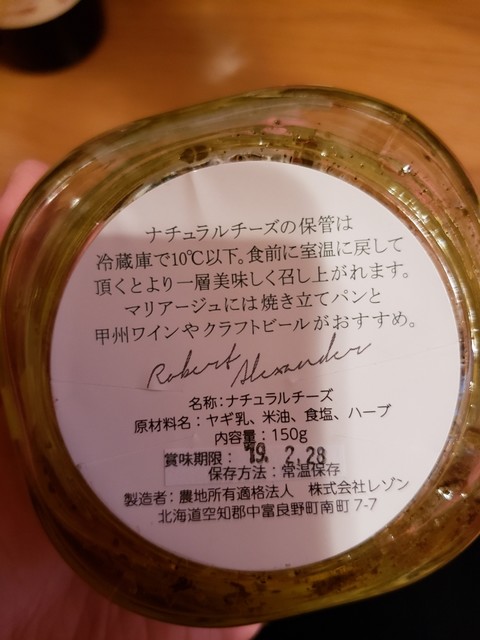 ナチュラルチーズの保管は
冷蔵庫で10℃以下。食前に室温に戻して
頂くとより一層美味しく召し上がれます。
マリアージュには焼き立てパンと
甲州ワインやクラフトビールがおすすめ。
Robert Alexander
名称：ナチュラルチーズ
原材料名：ヤギ乳、米油、食塩、ハーブ
内容量：150g
賞味期限：'19. 2.28
保存方法：常温保存
製造者：農地所有適格法人 株式会社レゾン
北海道空知郡中富良野町南町7-7